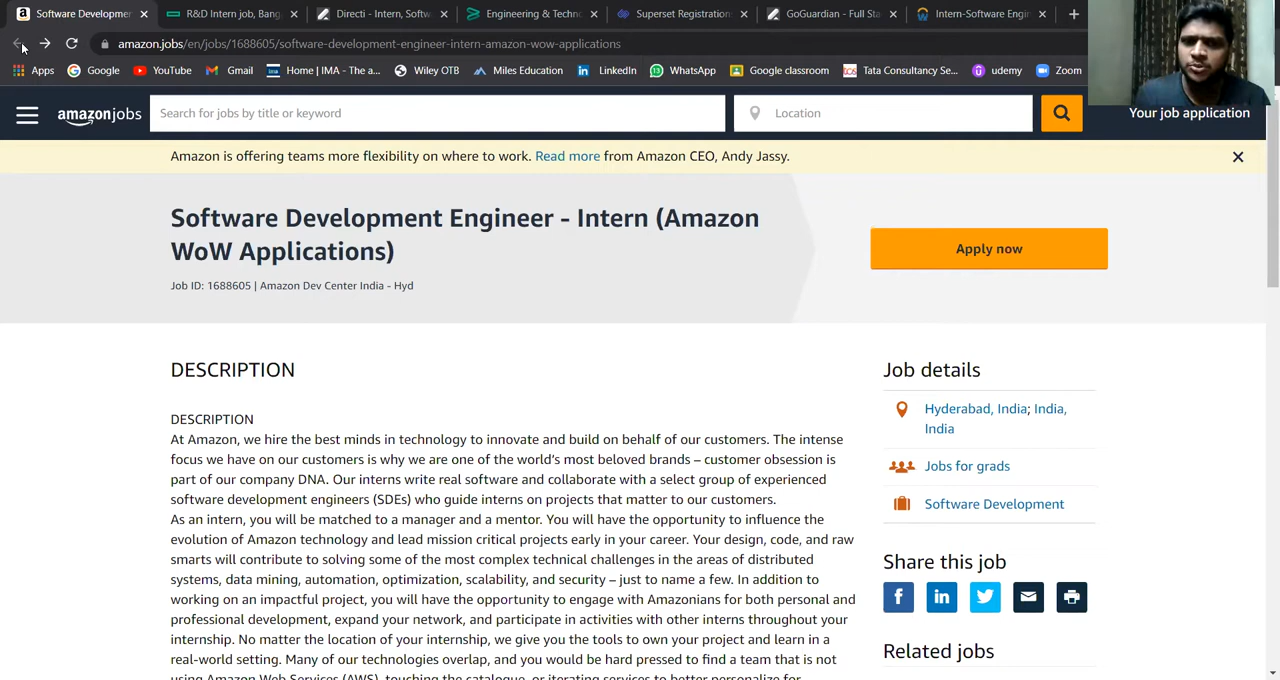 Software Developmer
R&D Intern job, Bang
Directi - Intern, Softwa
Engineering & Techno
Superset Registrations
GoGuardian - Full Sta
Intern-Software Engin
amazon.jobs/en/jobs/1688605/software-development-engineer-intern-amazon-wow-applications
Apps Google YouTube Gmail Home | IMA - The a... Wiley OTB Miles Education LinkedIn WhatsApp Google classroom Tata Consultancy Se... udemy Zoom
amazonjobs
Search for jobs by title or keyword
Location
Your job application
Amazon is offering teams more flexibility on where to work. Read more from Amazon CEO, Andy Jassy.
Software Development Engineer - Intern (Amazon
WoW Applications)
Job ID: 1688605 | Amazon Dev Center India - Hyd
Apply now
DESCRIPTION
DESCRIPTION
At Amazon, we hire the best minds in technology to innovate and build on behalf of our customers. The intense
focus we have on our customers is why we are one of the world's most beloved brands – customer obsession is
part of our company DNA. Our interns write real software and collaborate with a select group of experienced
software development engineers (SDEs) who guide interns on projects that matter to our customers.
As an intern, you will be matched to a manager and a mentor. You will have the opportunity to influence the
evolution of Amazon technology and lead mission critical projects early in your career. Your design, code, and raw
smarts will contribute to solving some of the most complex technical challenges in the areas of distributed
systems, data mining, automation, optimization, scalability, and security – just to name a few. In addition to
working on an impactful project, you will have the opportunity to engage with Amazonians for both personal and
professional development, expand your network, and participate in activities with other interns throughout your
internship. No matter the location of your internship, we give you the tools to own your project and learn in a
real-world setting. Many of our technologies overlap, and you would be hard pressed to find a team that is not
using Amazon Web Services (AWS), touching the catalogue, or iterating services to better personalize for
Job details
Hyderabad, India; India,
India
Jobs for grads
Software Development
Share this job
Related jobs